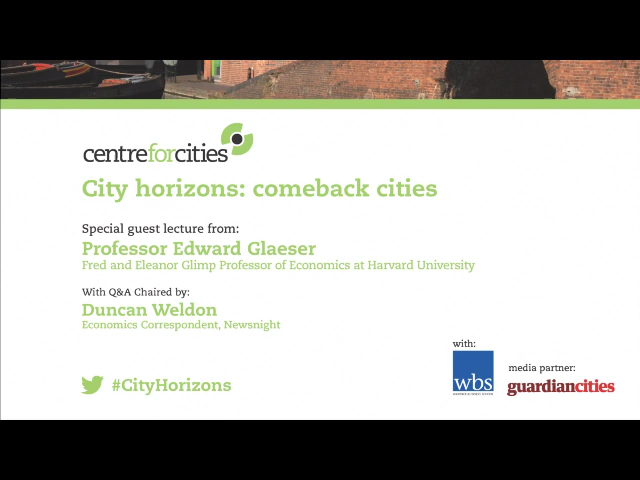 centreforcities
City horizons: comeback cities
Special guest lecture from:
Professor Edward Glaeser
Fred and Eleanor Glimp Professor of Economics at Harvard University
With Q&A Chaired by:
Duncan Weldon
Economics Correspondent, Newsnight
#CityHorizons
with:
wbs
media partner:
guardiancities